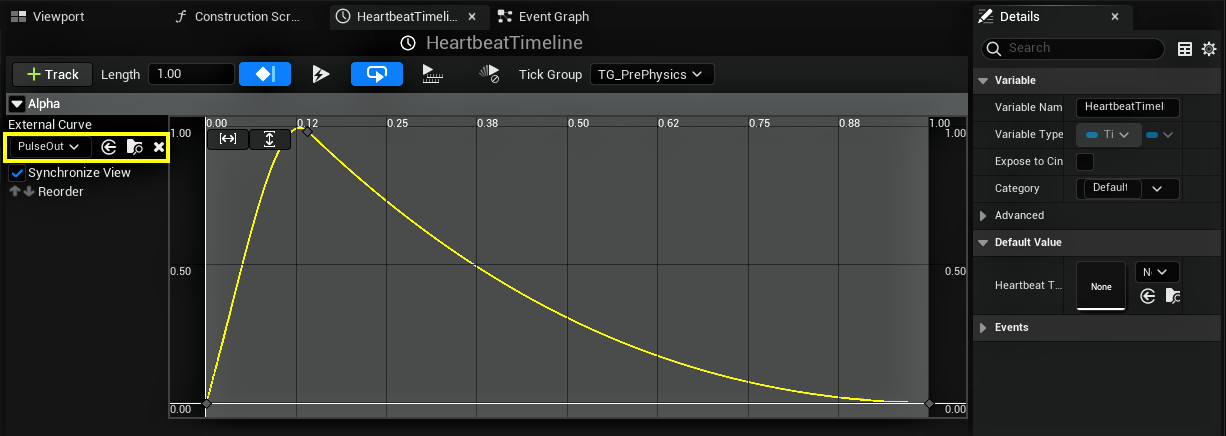 Viewport
Construction Scr...
HeartbeatTimeli...
Event Graph
Details
HeartbeatTimeline
Search
Track Length 1.00 Tick Group TG_PrePhysics
Variable
Alpha
Variable Nam HeartbeatTimel
External Curve
0.00 0.12 0.25 0.38 0.50 0.62 0.75 0.88 1.00
1.00 1.00
Variable Type Ti
PulseOut
Expose to Cin
Synchronize View
Category Default
Reorder
Advanced
Default Value
0.50 0.50
Heartbeat T... None N
Events
0.00 0.00